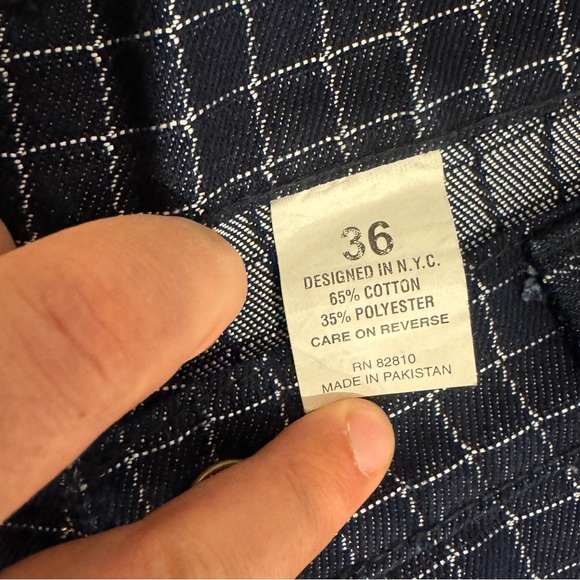 36
DESIGNED IN N.Y.C.
65% COTTON
35% POLYESTER
CARE ON REVERSE
RN 82810
MADE IN PAKISTAN